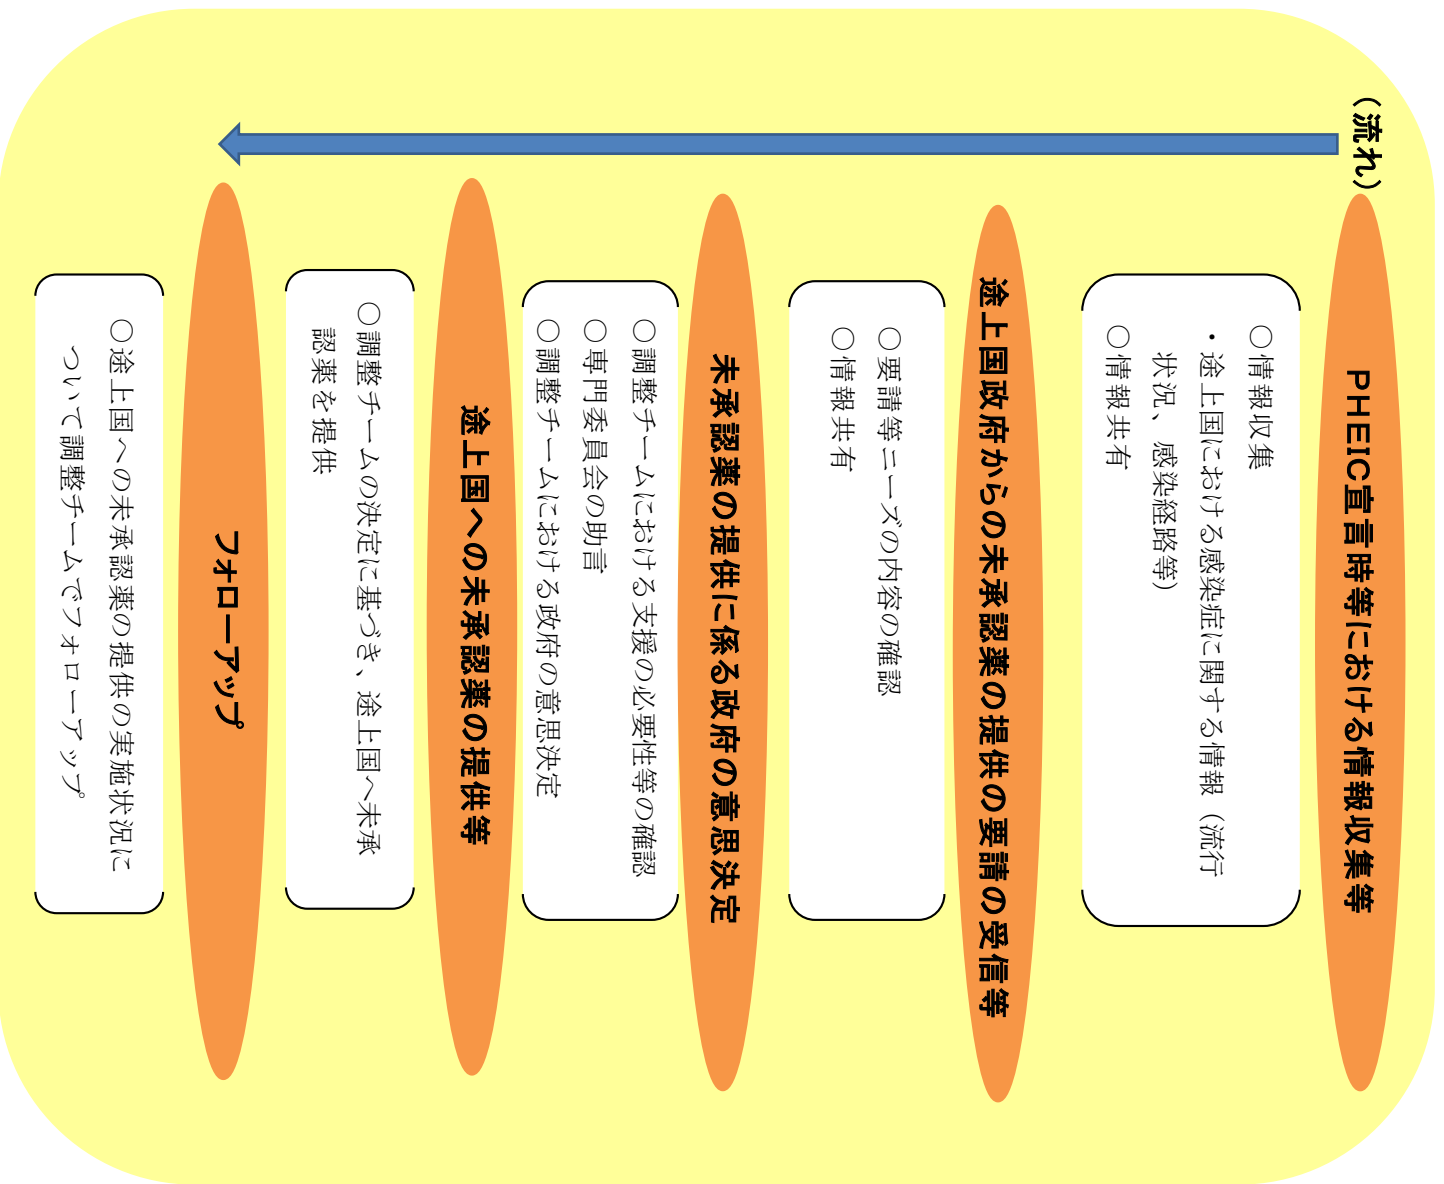 （流れ）
ＰＨＥＩＣ宣言時等における情報収集等
〇情報収集
・途上国における感染症に関する情報（流行
状況、感染経路等）
〇情報共有
途上国政府からの未承認薬の提供の要請の受信等
〇要請等ニーズの内容の確認
〇情報共有
未承認薬の提供に係る政府の意思決定
〇調整チームにおける支援の必要性等の確認
〇専門委員会の助言
〇調整チームにおける政府の意思決定
途上国への未承認薬の提供等
〇調整チームの決定に基づき、途上国へ未承
認薬を提供
フォローアップ
〇途上国への未承認薬の提供の実施状況に
ついて調整チームでフォローアップ